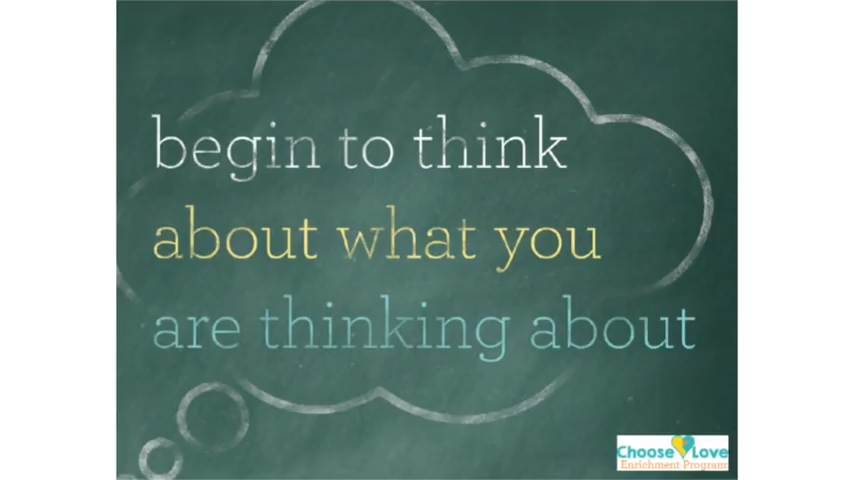 begin to think
about what you
are thinking about
Choose Love
Enrichment Program